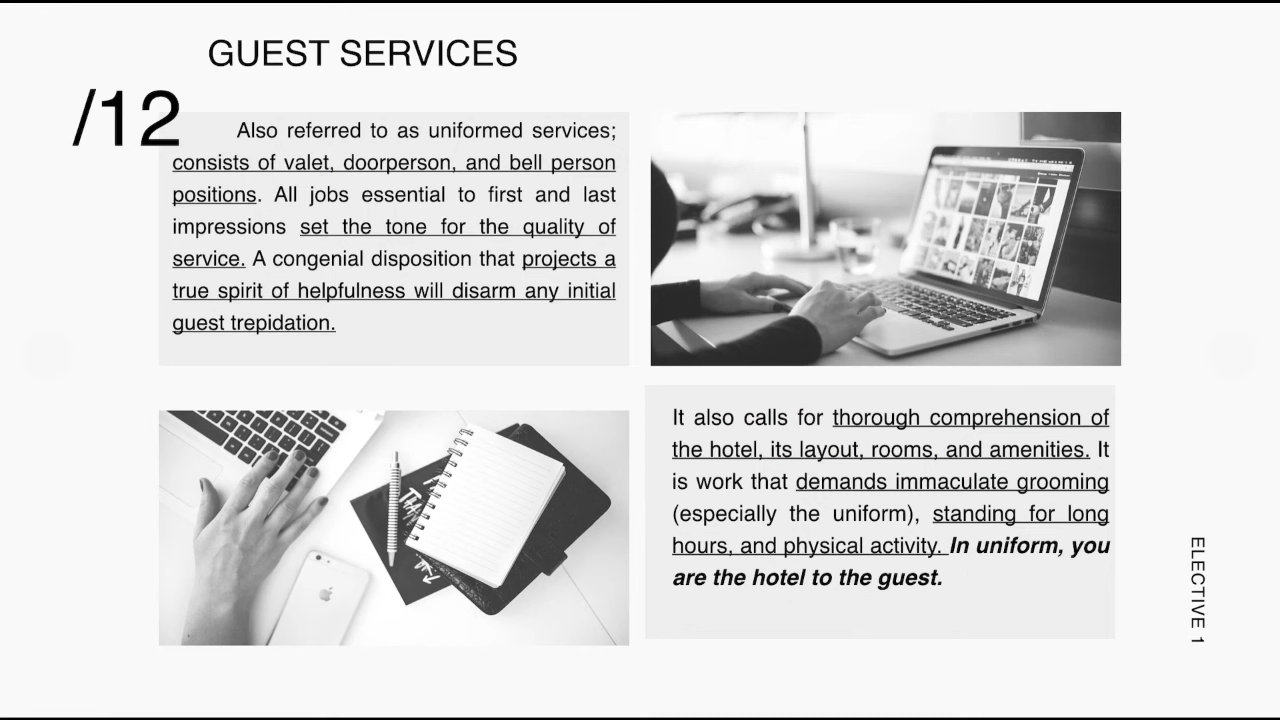 GUEST SERVICES
/12
Also referred to as uniformed services;
consists of valet, doorperson, and bell person
positions. All jobs essential to first and last
impressions set the tone for the quality of
service. A congenial disposition that projects a
true spirit of helpfulness will disarm any initial
guest trepidation.
It also calls for thorough comprehension of
the hotel, its layout, rooms, and amenities. It
is work that demands immaculate grooming
(especially the uniform), standing for long
hours, and physical activity. In uniform, you
are the hotel to the guest.
ELECTIVE 1